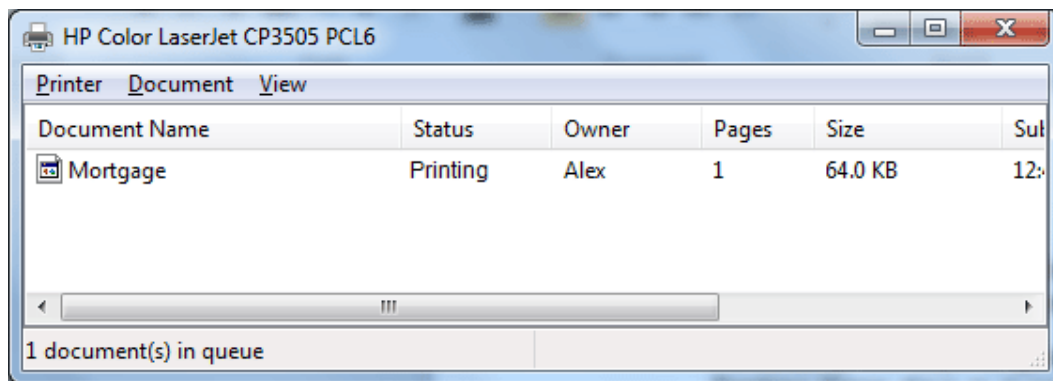 HP Color LaserJet CP3505 PCL6
Printer Document View
Document Name Status Owner Pages Size
Mortgage Printing Alex 1 64.0 KB
1 document(s) in queue